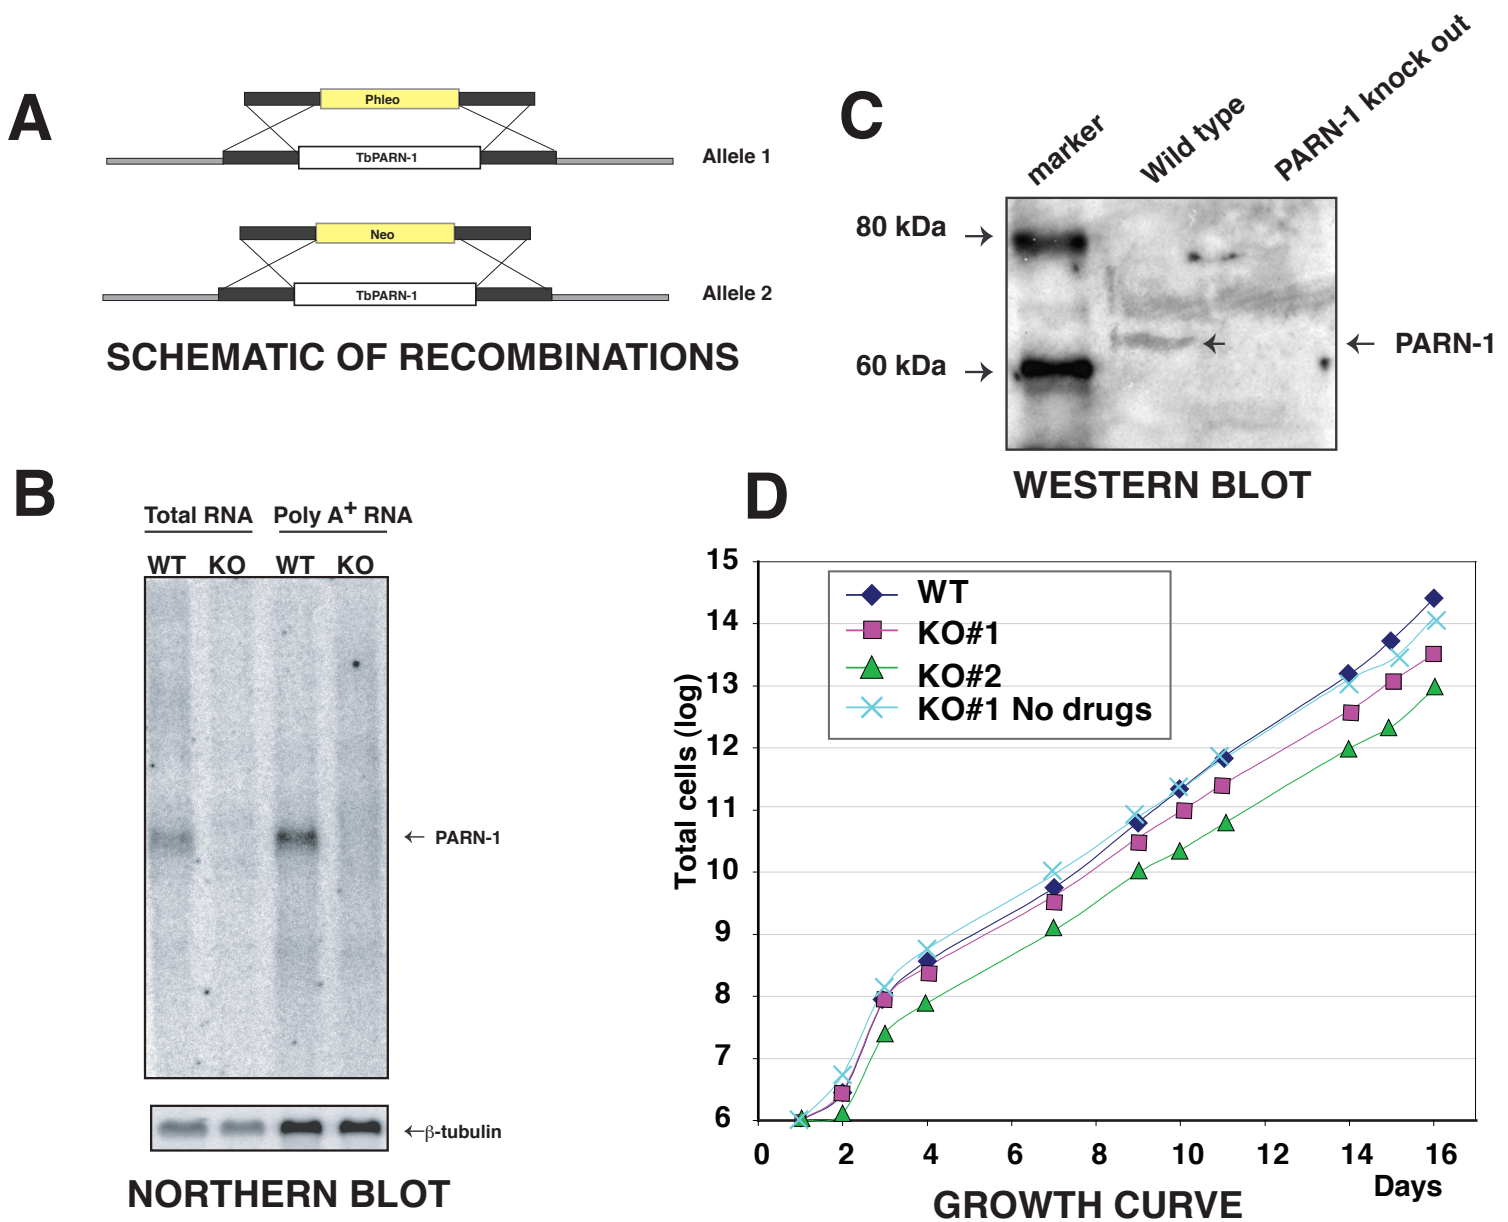 A
Phleo
TbPARN-1
Allele 1
Neo
TbPARN-1
Allele 2
SCHEMATIC OF RECOMBINATIONS
B
Total RNA Poly A+ RNA
WT KO WT KO
← PARN-1
←β-tubulin
NORTHERN BLOT
C
marker Wild type PARN-1 knock out
80 kDa →
← ← PARN-1
60 kDa →
WESTERN BLOT
D
Total cells (log)
15
14
13
12
11
10
9
8
7
6
WT
KO#1
KO#2
KO#1 No drugs
0 2 4 6 8 10 12 14 16
Days
GROWTH CURVE